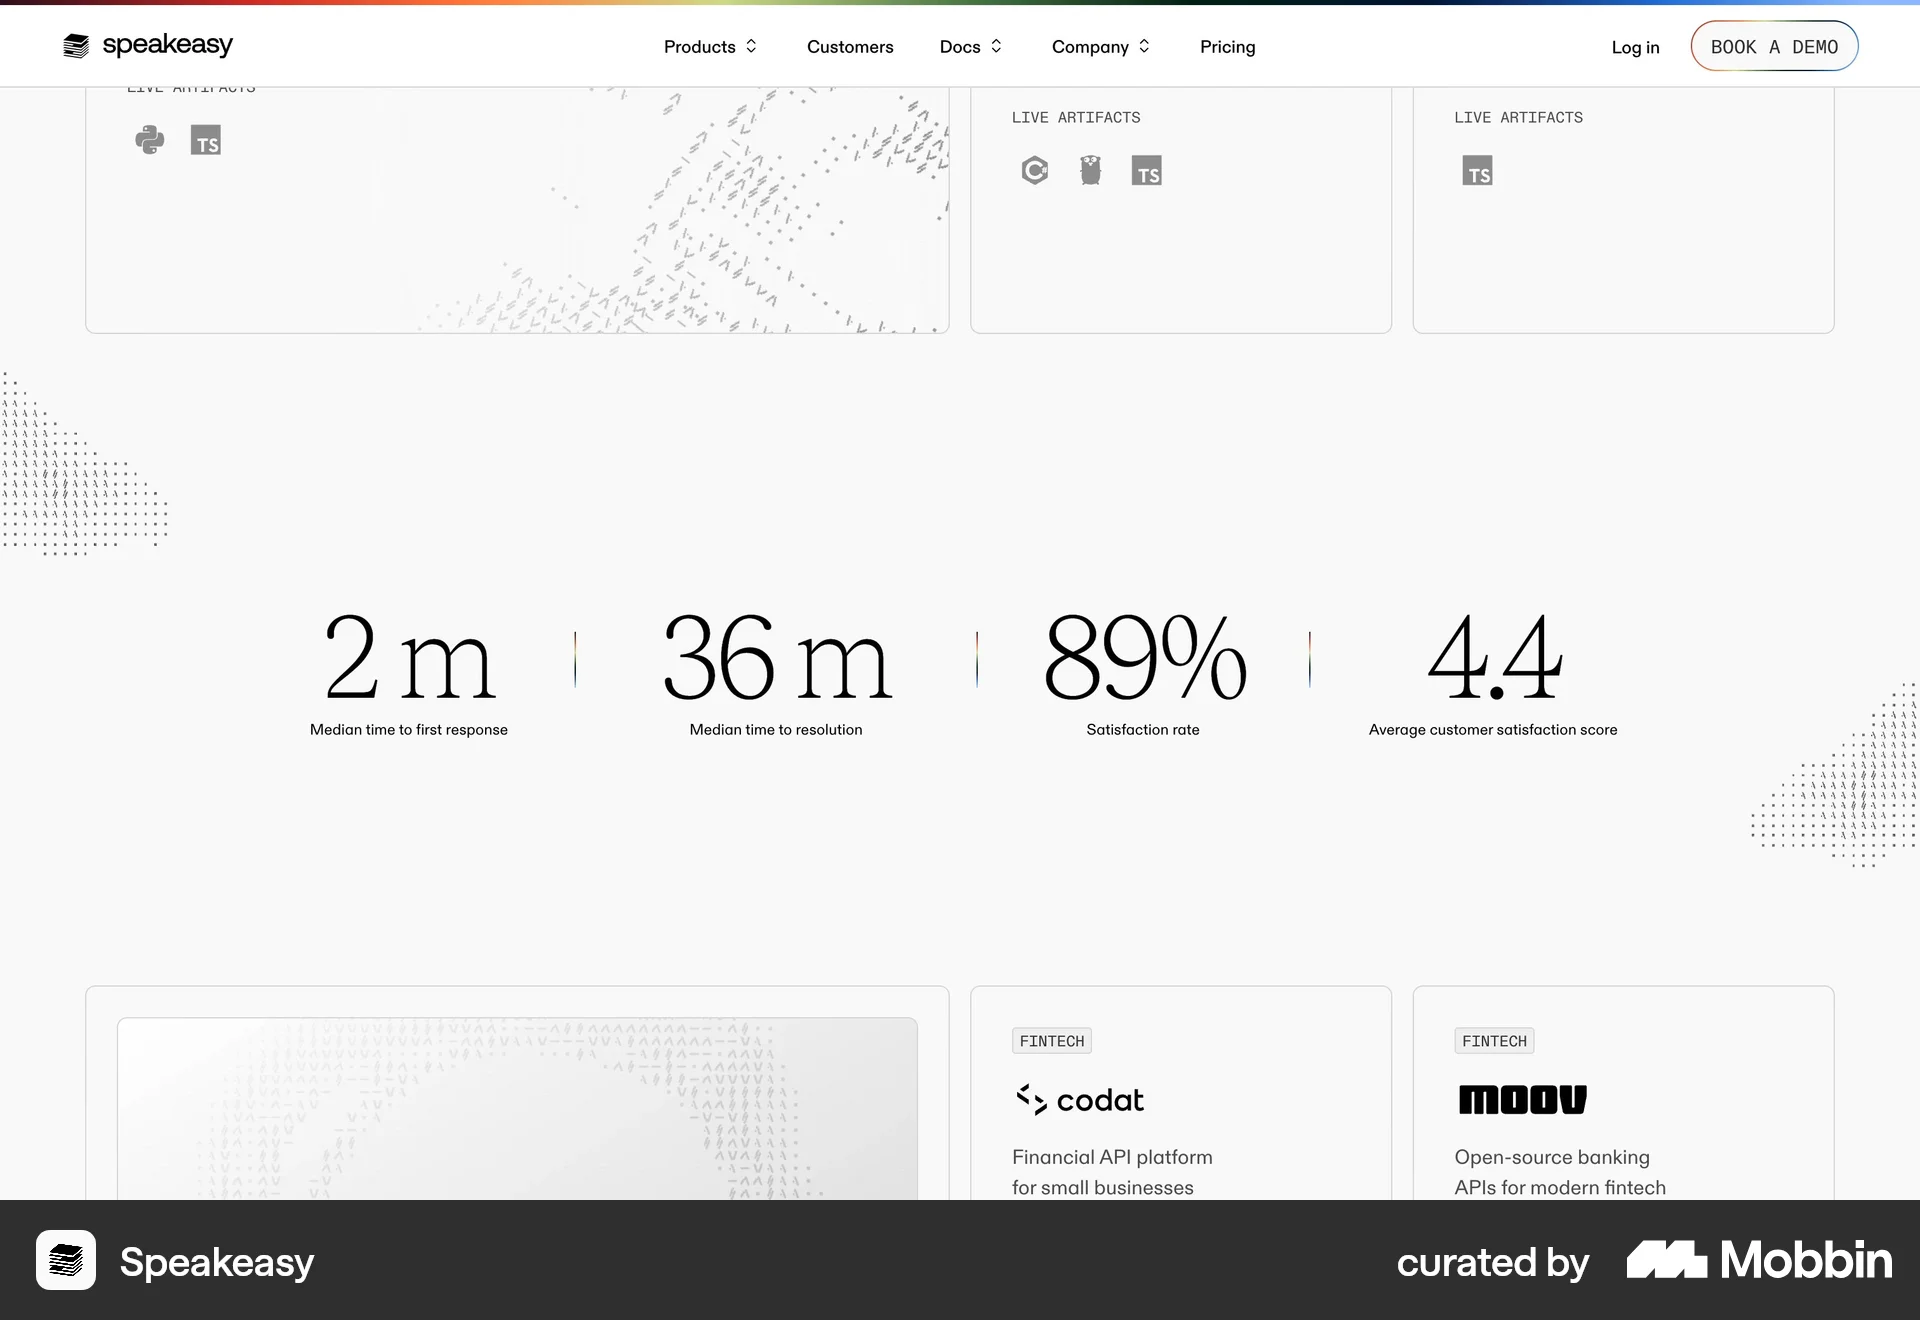 speakeasy
Products
Customers
Docs
Company
Pricing
Log in
BOOK A DEMO
LIVE ARTIFACTS
TS
LIVE ARTIFACTS
C#
TS
LIVE ARTIFACTS
TS
2 m
Median time to first response
36 m
Median time to resolution
89%
Satisfaction rate
4.4
Average customer satisfaction score
FINTECH
codat
Financial API platform
for small businesses
FINTECH
moov
Open-source banking
APIs for modern fintech
Speakeasy
curated by
Mobbin